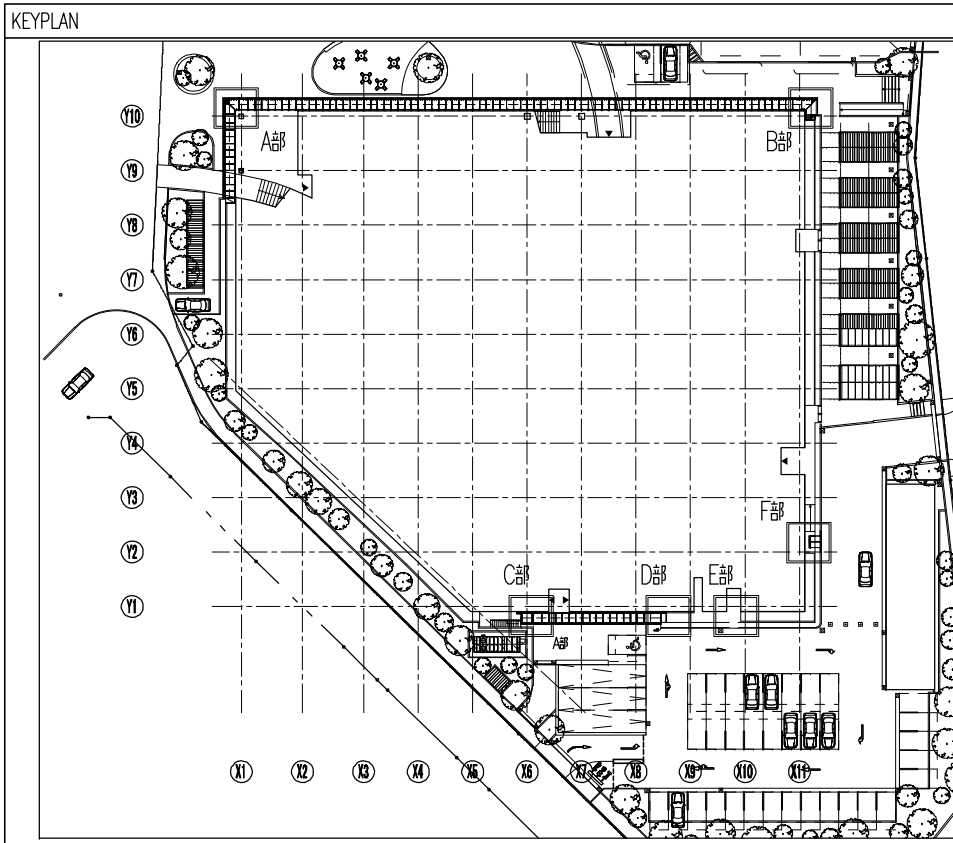 KEYPLAN
Y10
A部
B部
Y9
Y8
Y7
Y6
Y5
Y4
Y3
F部
Y2
C部
D部
E部
Y1
A部
X1
X2
X3
X4
X5
X6
X7
X8
X9
X10
X11